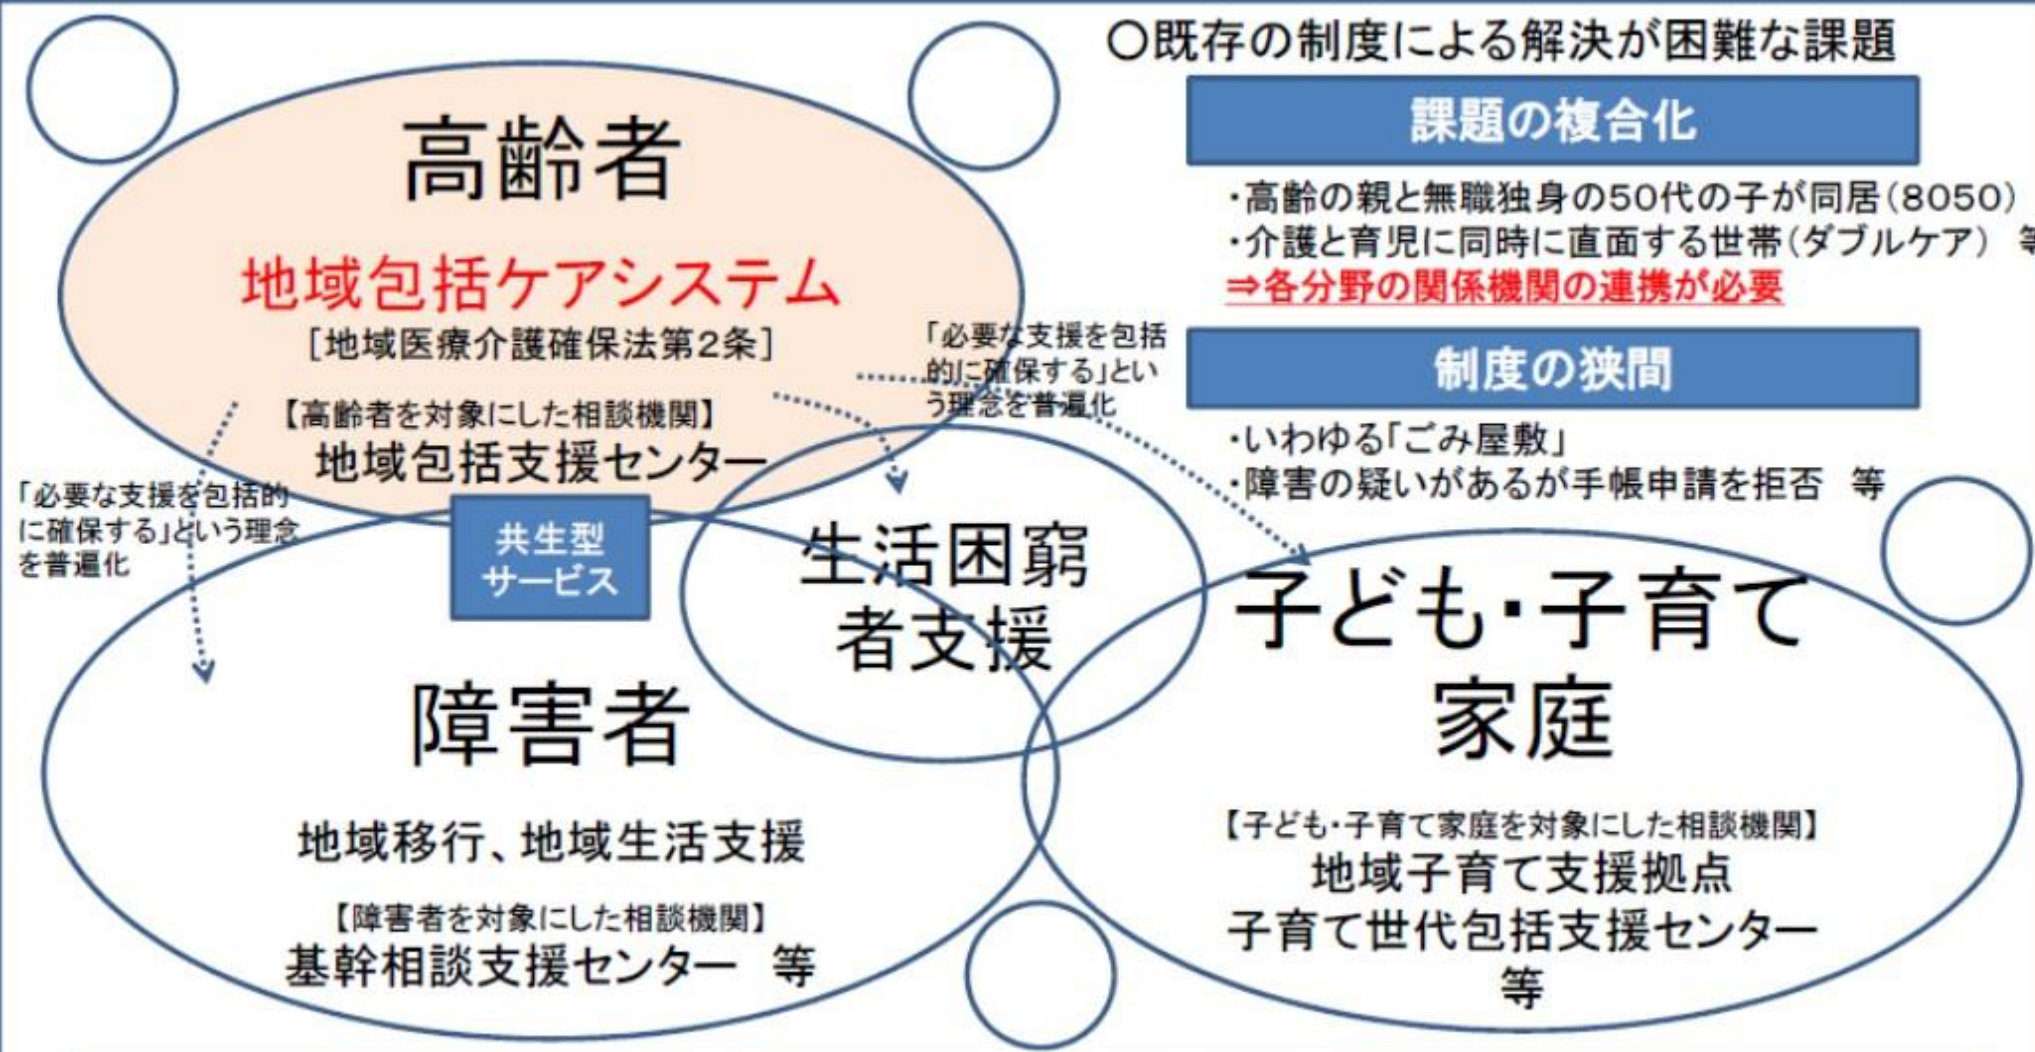 〇既存の制度による解決が困難な課題
課題の複合化
・高齢の親と無職独身の50代の子が同居(8050)
・介護と育児に同時に直面する世帯(ダブルケア) 等
⇒各分野の関係機関の連携が必要
制度の狭間
・いわゆる「ごみ屋敷」
・障害の疑いがあるが手帳申請を拒否 等
高齢者
地域包括ケアシステム
[地域医療介護確保法第2条]
【高齢者を対象にした相談機関】
地域包括支援センター
「必要な支援を包括
的に確保する」とい
う理念を普遍化
「必要な支援を包括的
に確保する」という理念
を普遍化
共生型
サービス
生活困窮
者支援
障害者
地域移行、地域生活支援
【障害者を対象にした相談機関】
基幹相談支援センター 等
子ども・子育て
家庭
【子ども・子育て家庭を対象にした相談機関】
地域子育て支援拠点
子育て世代包括支援センター
等